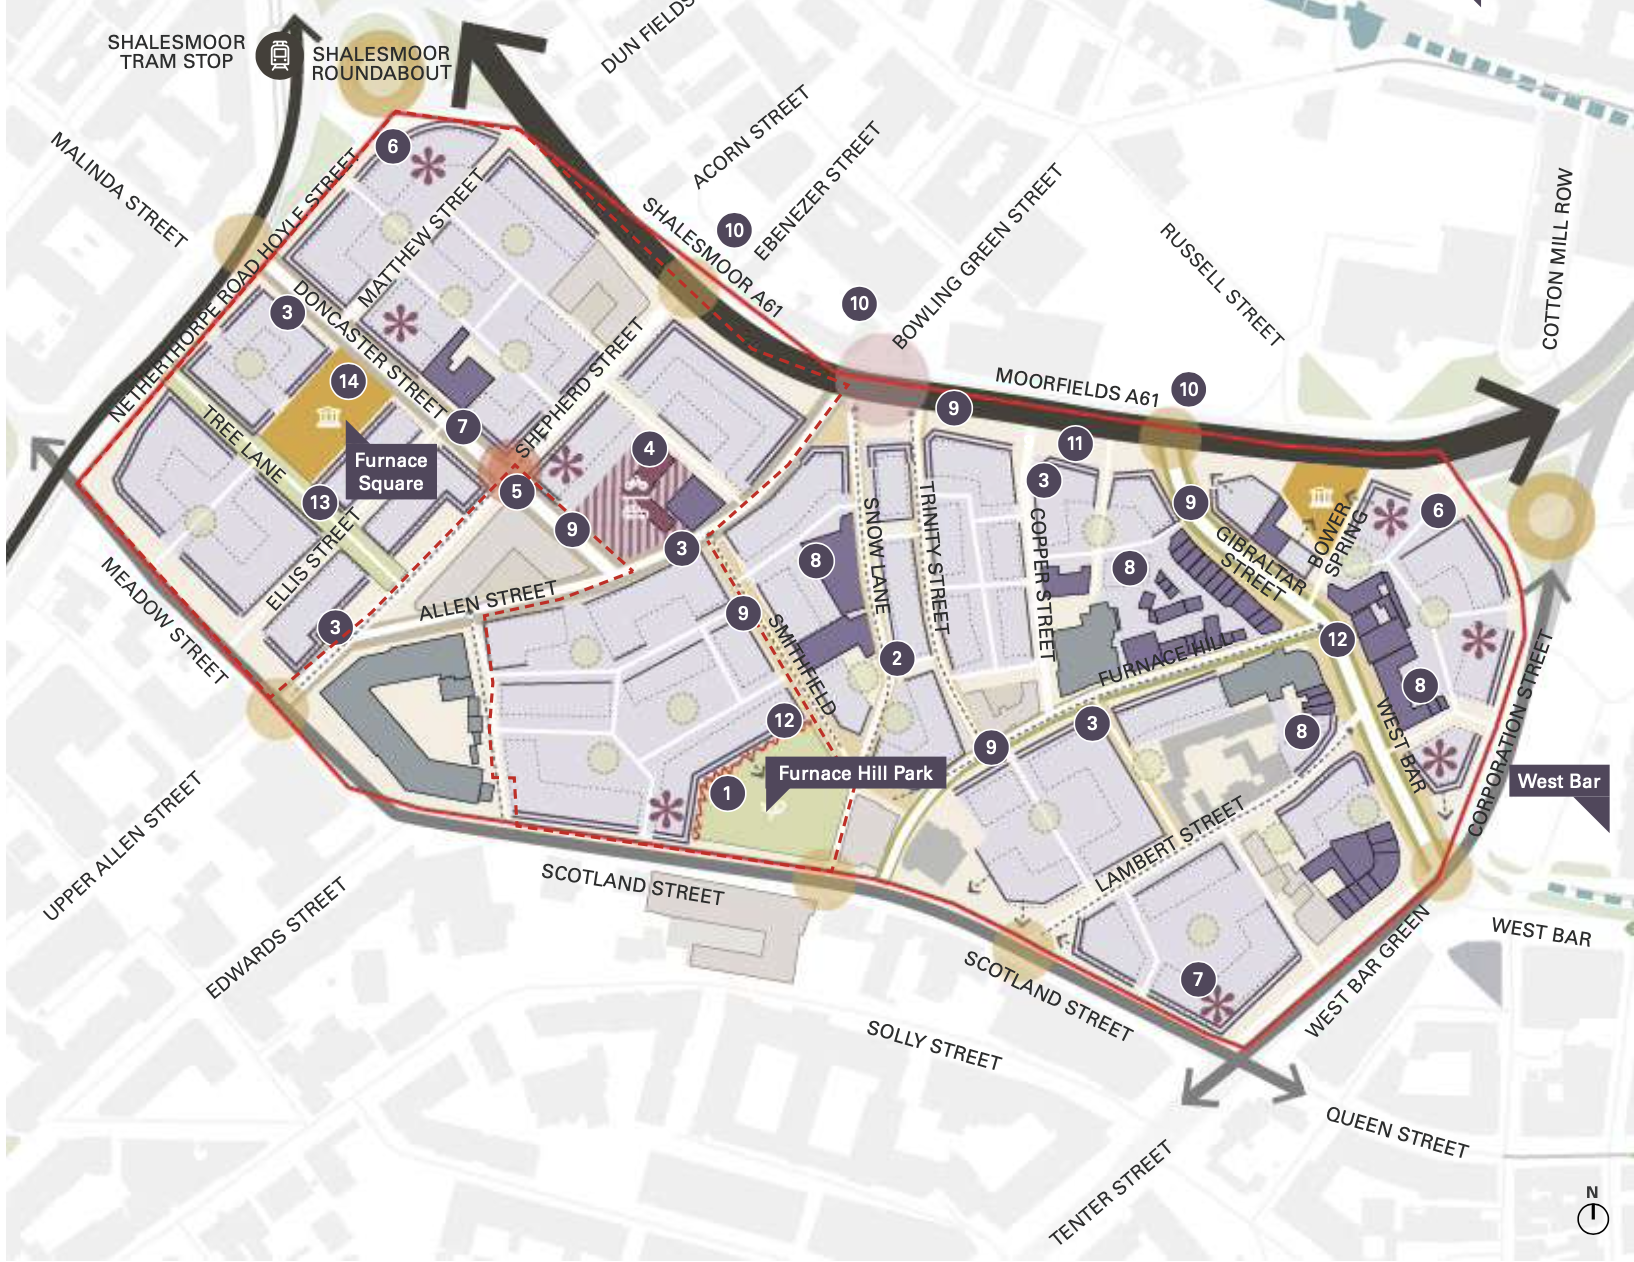 SHALESMOOR
TRAM STOP
SHALESMOOR
ROUNDABOUT
DUN FIELDS
MALINDA STREET
6
ACORN STREET
EBENEZER STREET
10
SHALESMOOR A61
BOWLING GREEN STREET
10
RUSSELL STREET
COTTON MILL ROW
NETHERTHORPE ROAD HOYLE STREET
MATTHEW STREET
3
DONCASTER STREET
SHEPHERD STREET
14
7
TREE LANE
Furnace
Square
4
5
13
9
3
ELLIS STREET
MOORFIELDS A61
10
9
11
3
9
6
GIBRALTAR
STREET
BOWER
SPRING
MEADOW STREET
ALLEN STREET
3
8
SNOW LANE
TRINITY STREET
COPPER STREET
8
9
SMITHFIELD
2
FURNACE HILL
12
8
12
3
8
9
WEST BAR
CORPORATION STREET
1
Furnace Hill Park
West Bar
UPPER ALLEN STREET
EDWARDS STREET
SCOTLAND STREET
LAMBERT STREET
7
SCOTLAND STREET
WEST BAR GREEN
WEST BAR
SOLLY STREET
QUEEN STREET
TENTER STREET
N